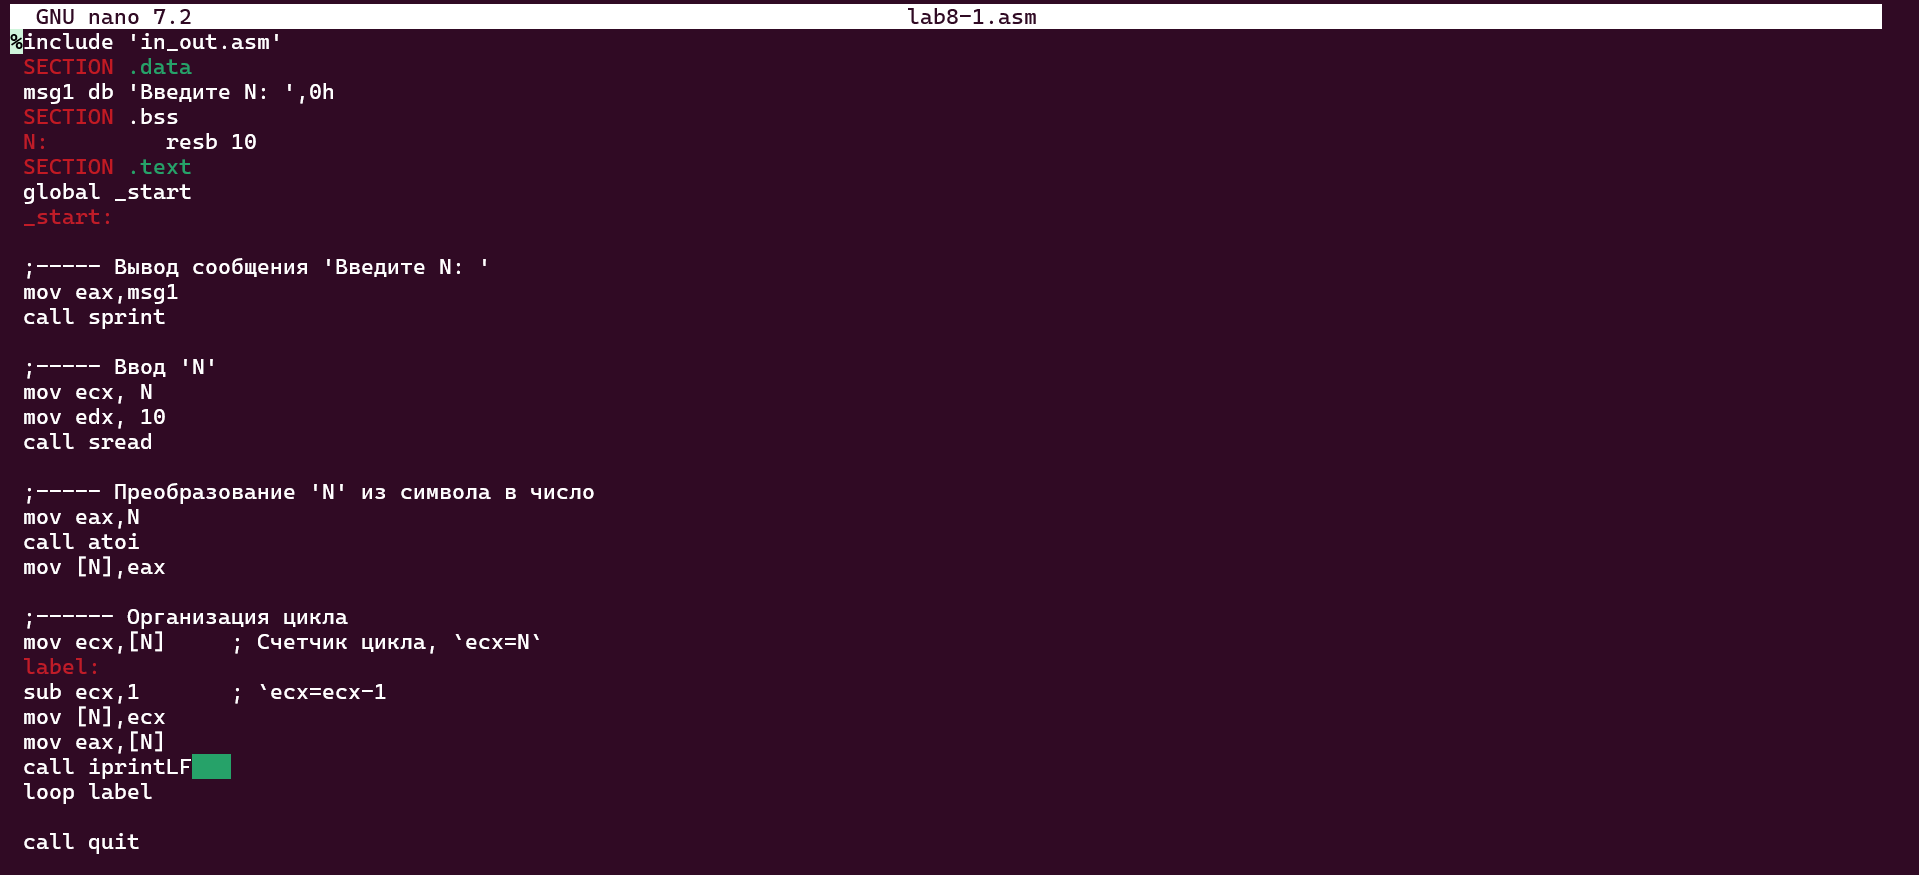 GNU nano 7.2 lab8-1.asm
%include 'in_out.asm'
SECTION .data
msg1 db 'Введите N: ',0h
SECTION .bss
N: resb 10
SECTION .text
global _start
_start:
;----- Вывод сообщения 'Введите N: '
mov eax,msg1
call sprint
;----- Ввод 'N'
mov ecx, N
mov edx, 10
call sread
;----- Преобразование 'N' из символа в число
mov eax,N
call atoi
mov [N],eax
;------ Организация цикла
mov ecx,[N] ; Счетчик цикла, `ecx=N`
label:
sub ecx,1 ; `ecx=ecx-1
mov [N],ecx
mov eax,[N]
call iprintLF
loop label
call quit